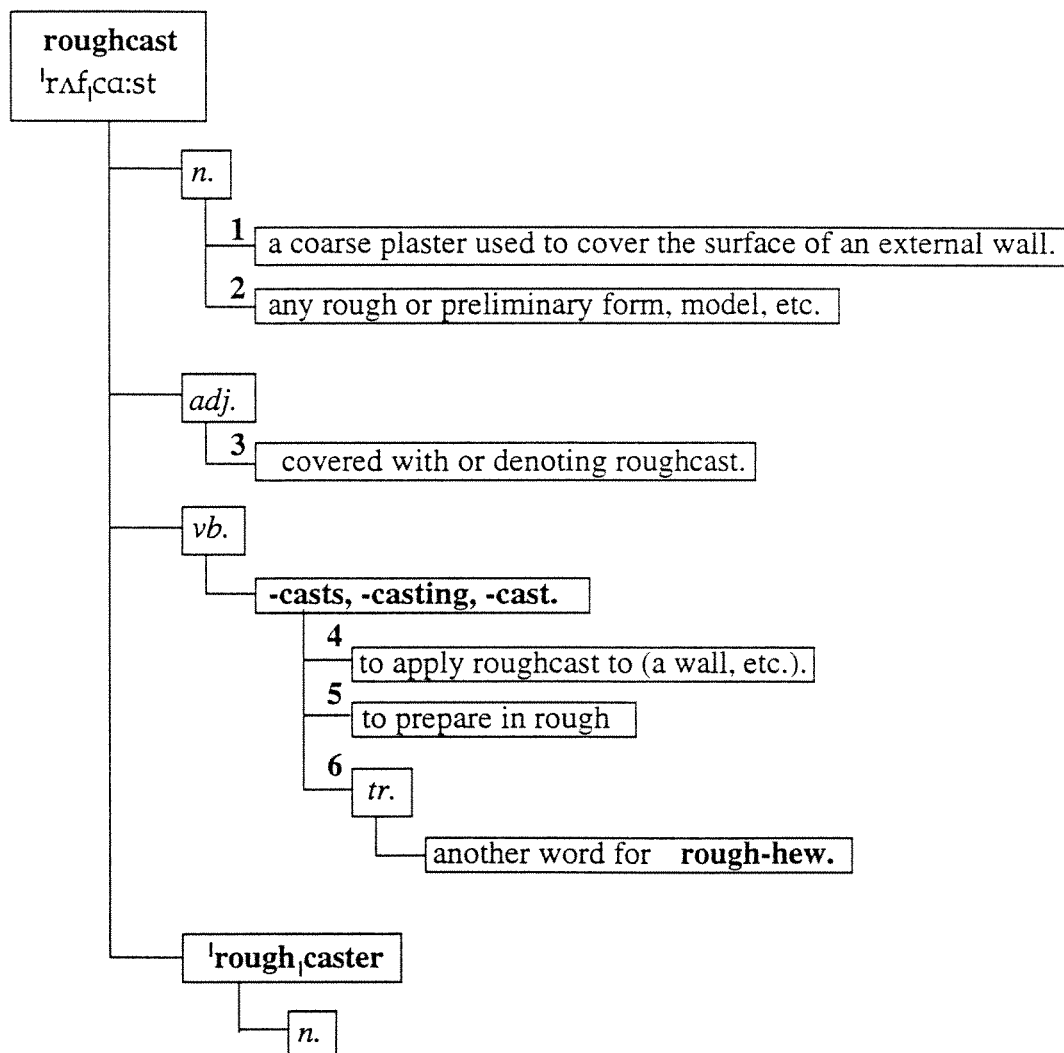 roughcast
ˈrʌfˌcɑːst
n.
1 a coarse plaster used to cover the surface of an external wall.
2 any rough or preliminary form, model, etc.
adj.
3 covered with or denoting roughcast.
vb.
-casts, -casting, -cast.
4 to apply roughcast to (a wall, etc.).
5 to prepare in rough
6 tr.
another word for rough-hew.
ˈroughˌcaster
n.